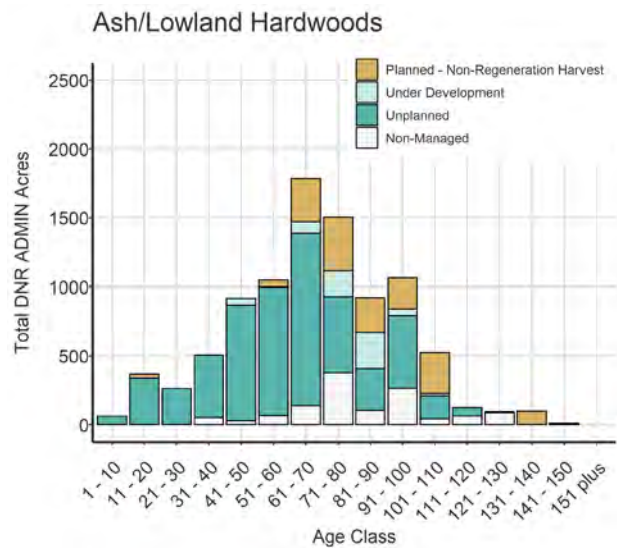 Ash/Lowland Hardwoods
Planned - Non-Regeneration Harvest
Under Development
Unplanned
Non-Managed
Total DNR ADMIN Acres
2500
2000
1500
1000
500
0
1 - 10
11 - 20
21 - 30
31 - 40
41 - 50
51 - 60
61 - 70
71 - 80
81 - 90
91 - 100
101 - 110
111 - 120
121 - 130
131 - 140
141 - 150
151 plus
Age Class